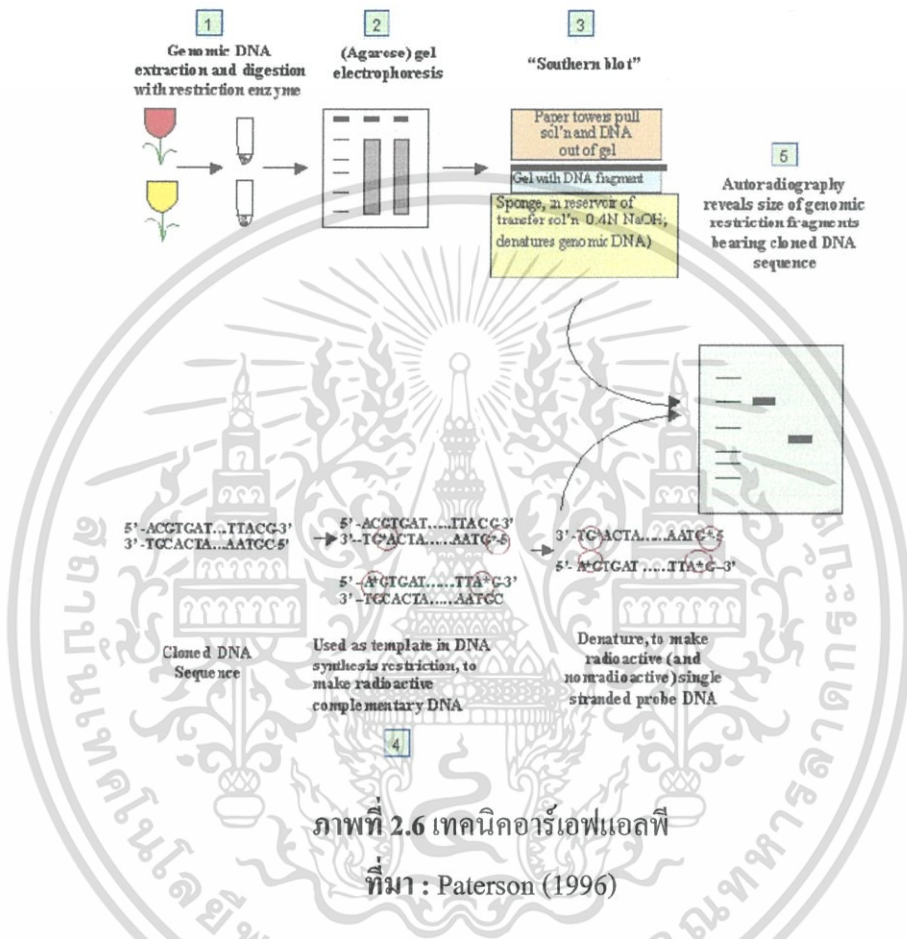 1
Genomic DNA
extraction and digestion
with restriction enzyme
2
(Agarose) gel
electrophoresis
3
“Southern blot”
Paper towers pull
sol'n and DNA
out of gel
Gel with DNA fragment
Sponge, in reservoir of
transfer sol'n 0.4N NaOH;
denatures genomic DNA)
5
Autoradiography
reveals size of genomic
restriction fragments
bearing cloned DNA
sequence
5’-ACGTGAT...TTACG-3’
3’-TGCACTA...AATGC-5’
Cloned DNA
Sequence
5’-ACGTGAT.....TTACG-3’
3’--TG*ACTA.....AATG*-5
5’-A*GTGAT......TTA*G-3’
3’–TGCACTA.....AATGC
Used as template in DNA
synthesis restriction, to
make radioactive
complementary DNA
3’-TG*ACTA.....AATG*-5
5’- A*GTGAT .....TTA*G–3’
Denature, to make
radioactive (and
nonradioactive) single
stranded probe DNA
4
ภาพที่ 2.6 เทคนิคอาร์เอฟแอลพี
ที่มา : Paterson (1996)